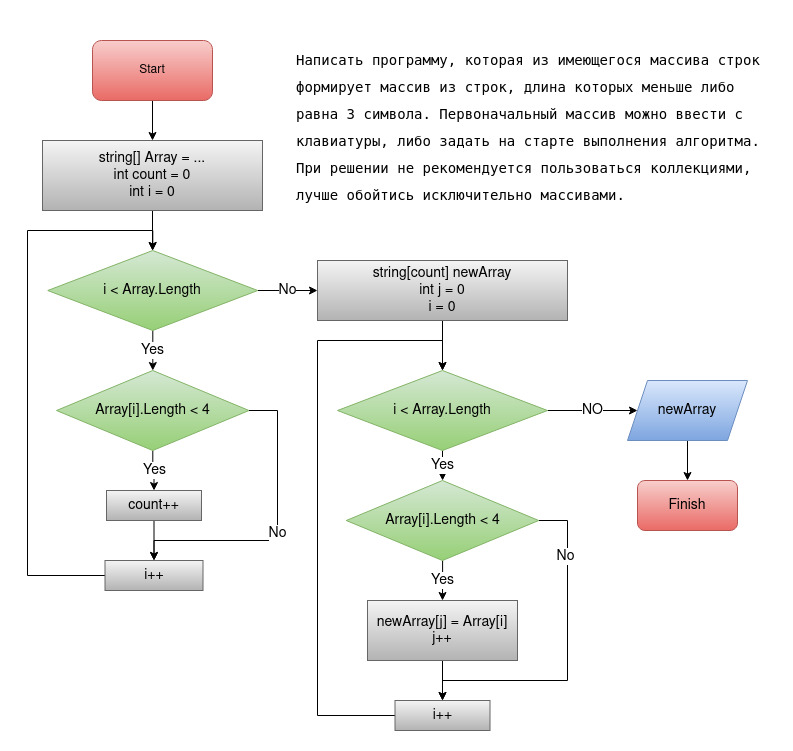 Start
Написать программу, которая из имеющегося массива строк
формирует массив из строк, длина которых меньше либо
равна 3 символа. Первоначальный массив можно ввести с
клавиатуры, либо задать на старте выполнения алгоритма.
При решении не рекомендуется пользоваться коллекциями,
лучше обойтись исключительно массивами.
string[] Array = ...
int count = 0
int i = 0
i < Array.Length
No
Yes
Array[i].Length < 4
Yes
count++
No
i++
string[count] newArray
int j = 0
i = 0
i < Array.Length
NO
newArray
Finish
Yes
Array[i].Length < 4
No
Yes
newArray[j] = Array[i]
j++
i++